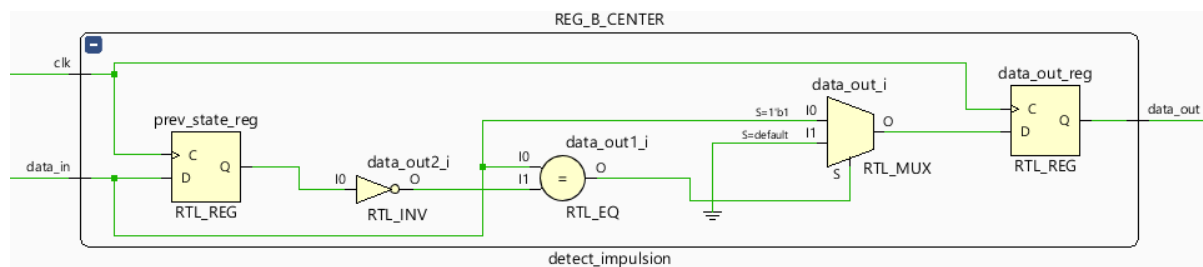 REG_B_CENTER
clk
data_in
prev_state_reg
C
D
Q
RTL_REG
data_out2_i
I0
O
RTL_INV
data_out1_i
I0
I1
=
O
RTL_EQ
data_out_i
S=1'b1
I0
S=default
I1
S
O
RTL_MUX
data_out_reg
C
D
Q
RTL_REG
data_out
detect_impulsion